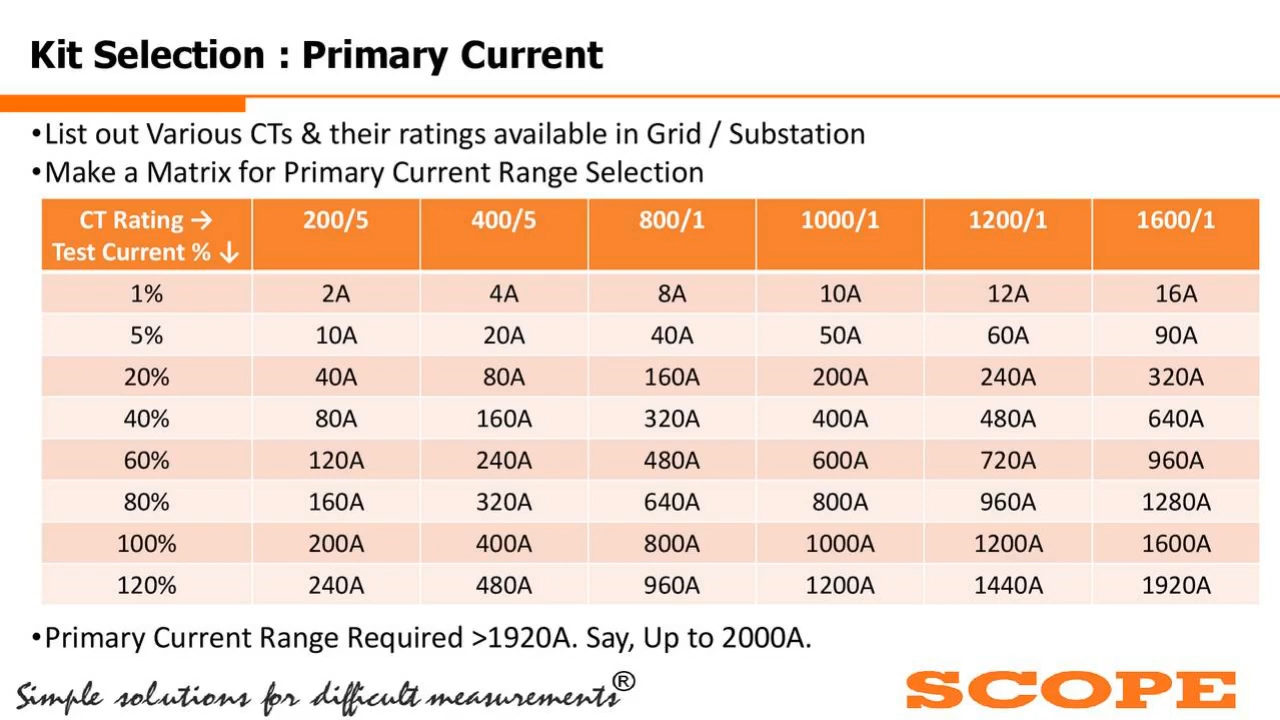 Kit Selection : Primary Current
•List out Various CTs & their ratings available in Grid / Substation
•Make a Matrix for Primary Current Range Selection
CT Rating → 200/5 400/5 800/1 1000/1 1200/1 1600/1
Test Current % ↓
1% 2A 4A 8A 10A 12A 16A
5% 10A 20A 40A 50A 60A 90A
20% 40A 80A 160A 200A 240A 320A
40% 80A 160A 320A 400A 480A 640A
60% 120A 240A 480A 600A 720A 960A
80% 160A 320A 640A 800A 960A 1280A
100% 200A 400A 800A 1000A 1200A 1600A
120% 240A 480A 960A 1200A 1440A 1920A
•Primary Current Range Required >1920A. Say, Up to 2000A.
Simple solutions for difficult measurements®
SCOPE